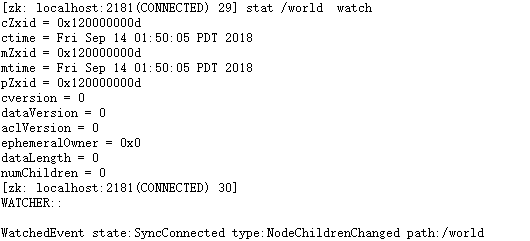 [zk: localhost:2181(CONNECTED) 29] stat /world  watch
cZxid = 0x120000000d
ctime = Fri Sep 14 01:50:05 PDT 2018
mZxid = 0x120000000d
mtime = Fri Sep 14 01:50:05 PDT 2018
pZxid = 0x120000000d
cversion = 0
dataVersion = 0
aclVersion = 0
ephemeralOwner = 0x0
dataLength = 0
numChildren = 0
[zk: localhost:2181(CONNECTED) 30]
WATCHER::
WatchedEvent state:SyncConnected type:NodeChildrenChanged path:/world